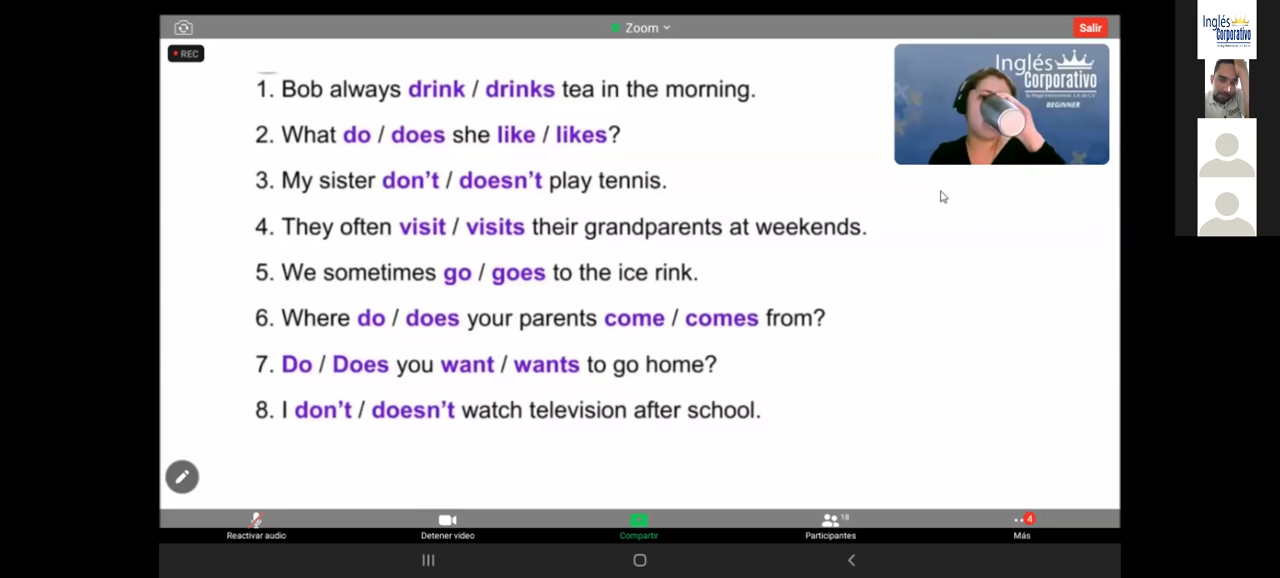 Zoom
Salir
REC
1. Bob always drink / drinks tea in the morning.
2. What do / does she like / likes?
3. My sister don't / doesn't play tennis.
4. They often visit / visits their grandparents at weekends.
5. We sometimes go / goes to the ice rink.
6. Where do / does your parents come / comes from?
7. Do / Does you want / wants to go home?
8. I don't / doesn't watch television after school.
Inglés
Corporativo
BEGINNER
Inglés
Corporativo
18
4
Reactivar audio
Detener video
Compartir
Participantes
Más